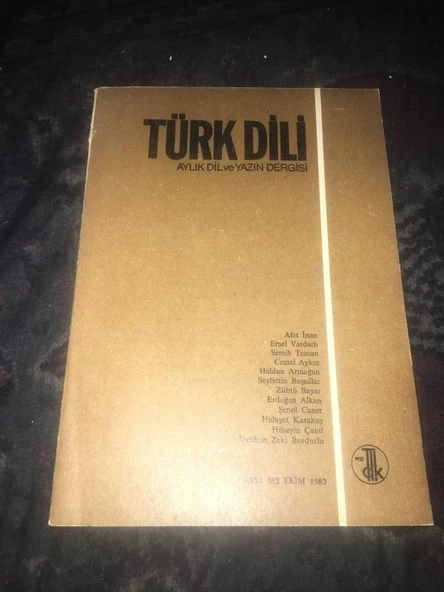 TÜRK DİLİ
AYLIK DİL ve YAZIN DERGİSİ
Afet İnan
Emel Vardarlı
Semih Tezcan
Cemal Aykın
Haldun Armağan
Seyfettin Başcıllar
Zühtü Bayar
Erdoğan Alkan
Şenol Caner
Hidayet Karakuş
Hüseyin Çatal
İbrahim Zeki Burdurlu
382 EKİM 1983